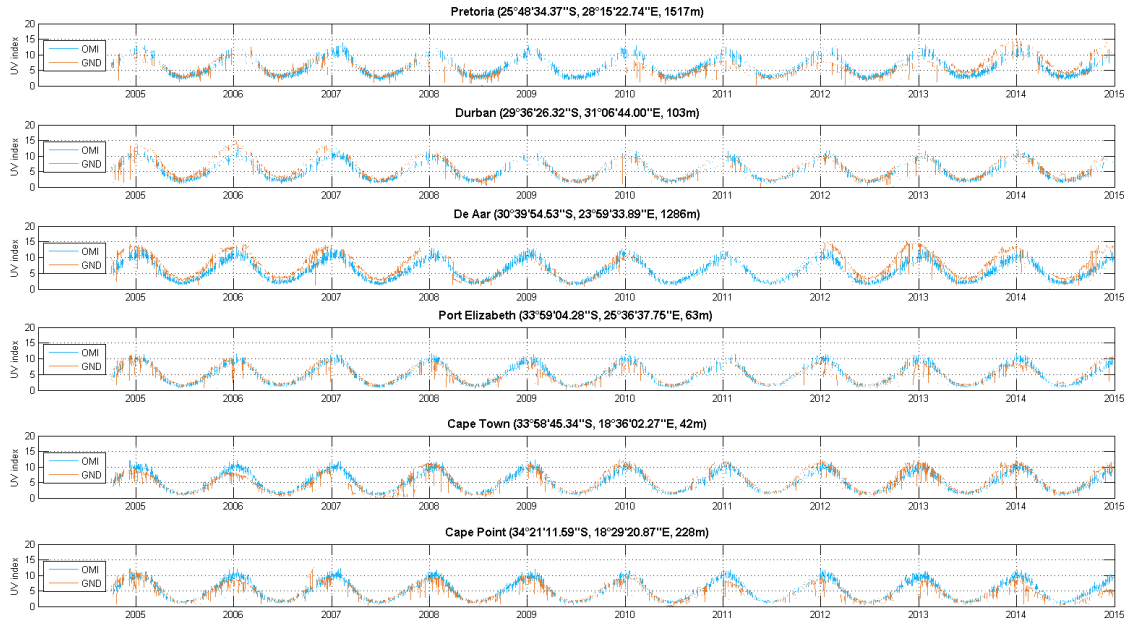 Pretoria (25°48'34.37"S, 28°15'22.74"E, 1517m)
20
15
10
5
0
UV index
OMI
GND
2005 2006 2007 2008 2009 2010 2011 2012 2013 2014 2015
Durban (29°36'26.32"S, 31°06'44.00"E, 103m)
20
15
10
5
0
UV index
OMI
GND
2005 2006 2007 2008 2009 2010 2011 2012 2013 2014 2015
De Aar (30°39'54.53"S, 23°59'33.89"E, 1286m)
20
15
10
5
0
UV index
OMI
GND
2005 2006 2007 2008 2009 2010 2011 2012 2013 2014 2015
Port Elizabeth (33°59'04.28"S, 25°36'37.75"E, 63m)
20
15
10
5
0
UV index
OMI
GND
2005 2006 2007 2008 2009 2010 2011 2012 2013 2014 2015
Cape Town (33°58'45.34"S, 18°36'02.27"E, 42m)
20
15
10
5
0
UV index
OMI
GND
2005 2006 2007 2008 2009 2010 2011 2012 2013 2014 2015
Cape Point (34°21'11.59"S, 18°29'20.87"E, 228m)
20
15
10
5
0
UV index
OMI
GND
2005 2006 2007 2008 2009 2010 2011 2012 2013 2014 2015